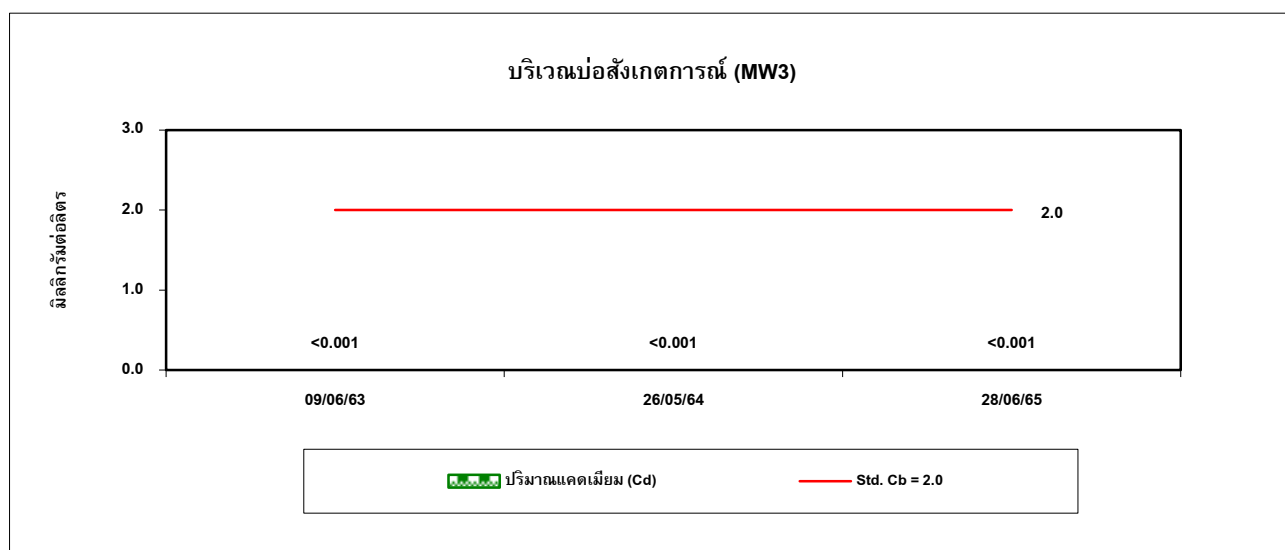 บริเวณบ่อสังเกตการณ์ (MW3)
3.0
2.0
1.0
0.0
มิลลิกรัมต่อลิตร
2.0
<0.001 <0.001 <0.001
09/06/63 26/05/64 28/06/65
ปริมาณแคดเมียม (Cd) Std. Cb = 2.0